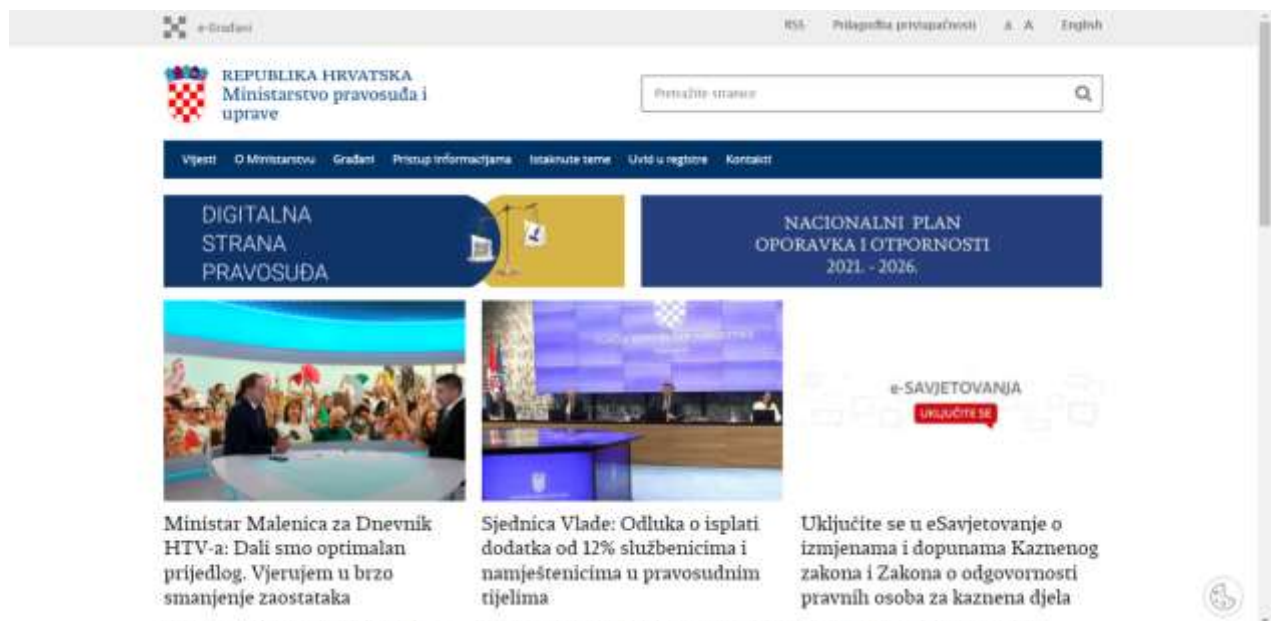 e-Građani
RSS Prilagodba pristupačnosti A A English
REPUBLIKA HRVATSKA
Ministarstvo pravosuđa i
uprave
Pretražite stranice
Vijesti O Ministarstvu Građani Pristup informacijama Istaknute teme Uvid u registre Kontakti
DIGITALNA
STRANA
PRAVOSUĐA
NACIONALNI PLAN
OPORAVKA I OTPORNOSTI
2021. - 2026.
e-SAVJETOVANJA
UKLJUČITE SE
Ministar Malenica za Dnevnik
HTV-a: Dali smo optimalan
prijedlog. Vjerujem u brzo
smanjenje zaostataka
Sjednica Vlade: Odluka o isplati
dodatka od 12% službenicima i
namještenicima u pravosudnim
tijelima
Uključite se u eSavjetovanje o
izmjenama i dopunama Kaznenog
zakona i Zakona o odgovornosti
pravnih osoba za kaznena djela